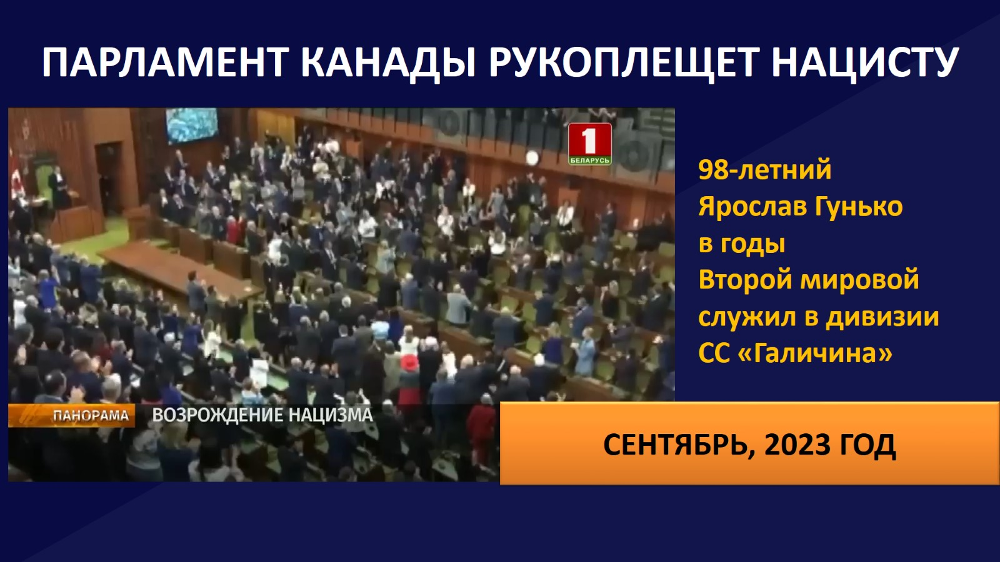 ПАРЛАМЕНТ КАНАДЫ РУКОПЛЕЩЕТ НАЦИСТУ
1
БЕЛАРУСЬ
98-летний
Ярослав Гунько
в годы
Второй мировой
служил в дивизии
СС «Галичина»
ПАНОРАМА ВОЗРОЖДЕНИЕ НАЦИЗМА
СЕНТЯБРЬ, 2023 ГОД